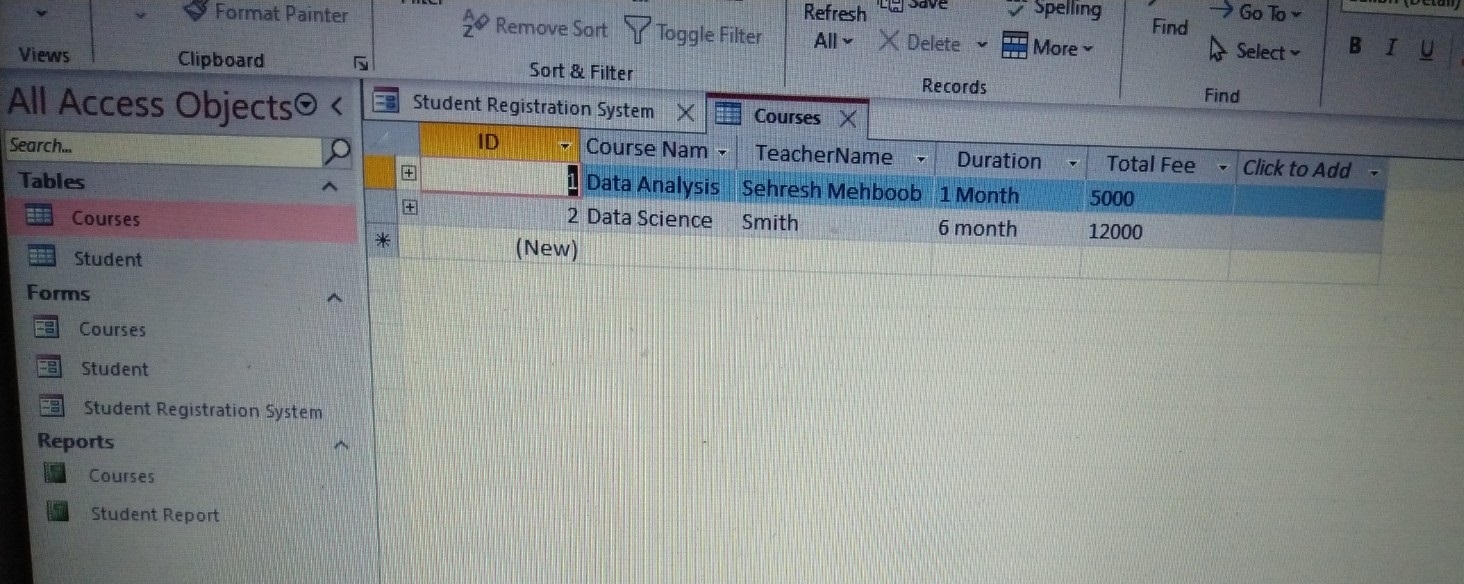 Format Painter
Views
Clipboard
Remove Sort
Toggle Filter
Sort & Filter
Refresh
All
Save
Delete
Spelling
More
Records
Find
Go To
Select
Find
B I U
All Access Objects
Search...
Tables
Courses
Student
Forms
Courses
Student
Student Registration System
Reports
Courses
Student Report
Student Registration System
Courses
ID Course Nam TeacherName Duration Total Fee Click to Add
1 Data Analysis Sehresh Mehboob 1 Month 5000
2 Data Science Smith 6 month 12000
(New)